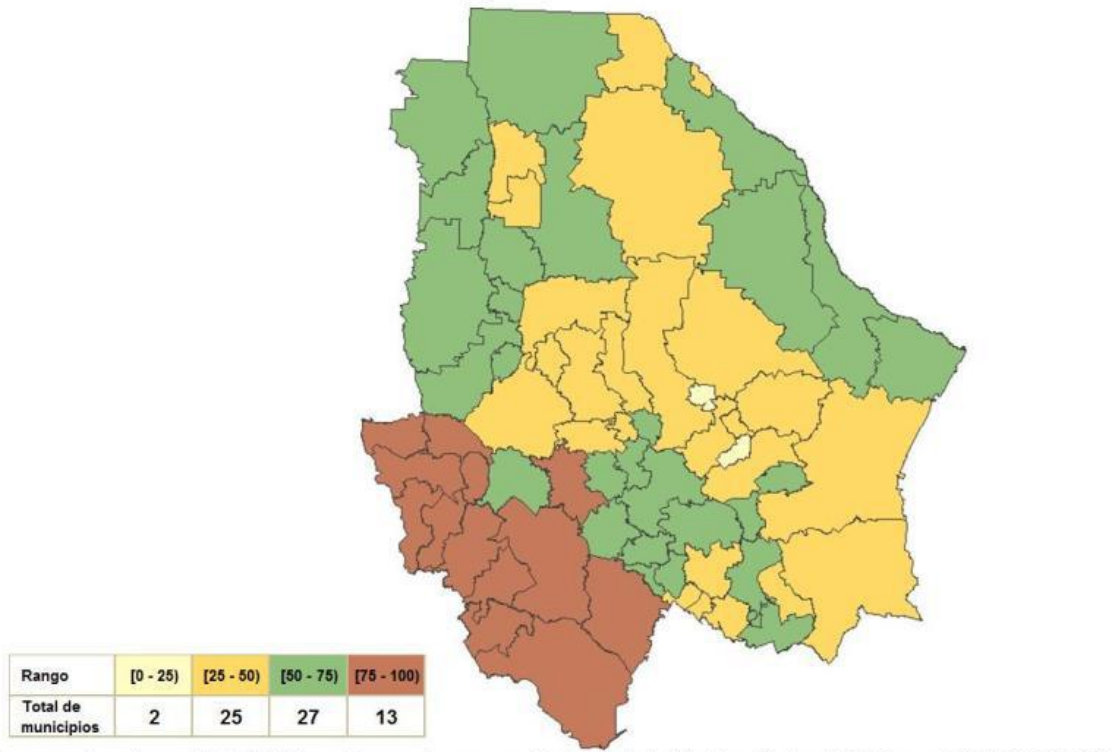 Rango [0 - 25) [25 - 50) [50 - 75) [75 - 100)
Total de municipios 2 25 27 13